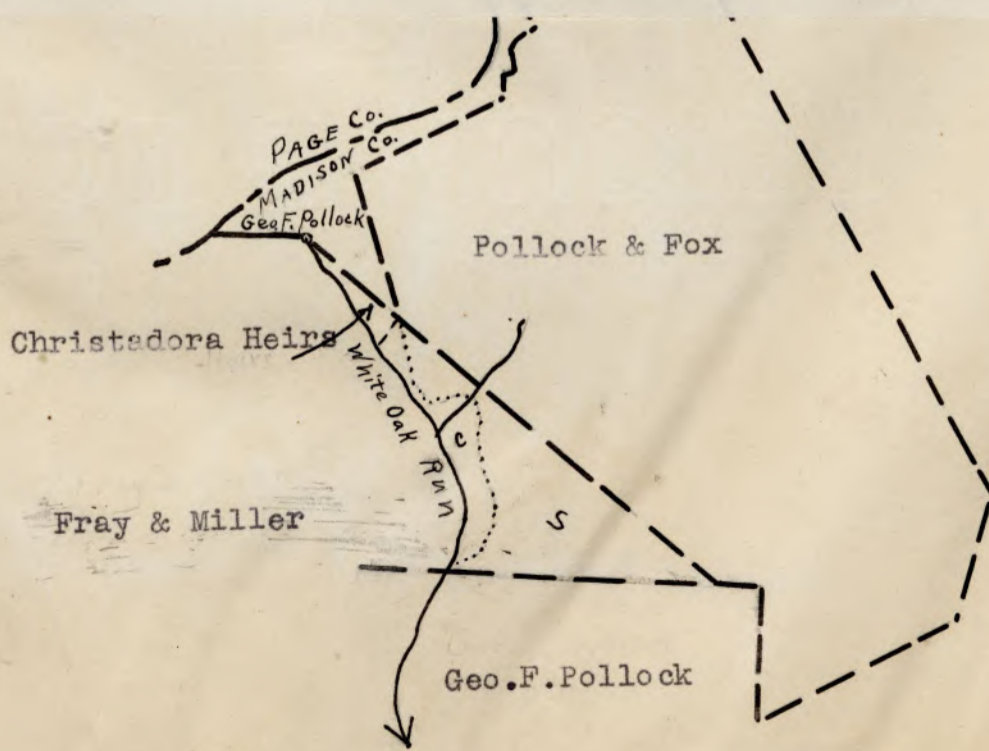 PAGE Co.
MADISON Co.
Geo.F.Pollock
Pollock & Fox
Christadora Heirs
White Oak Run
C
Fray & Miller
S
Geo.F.Pollock